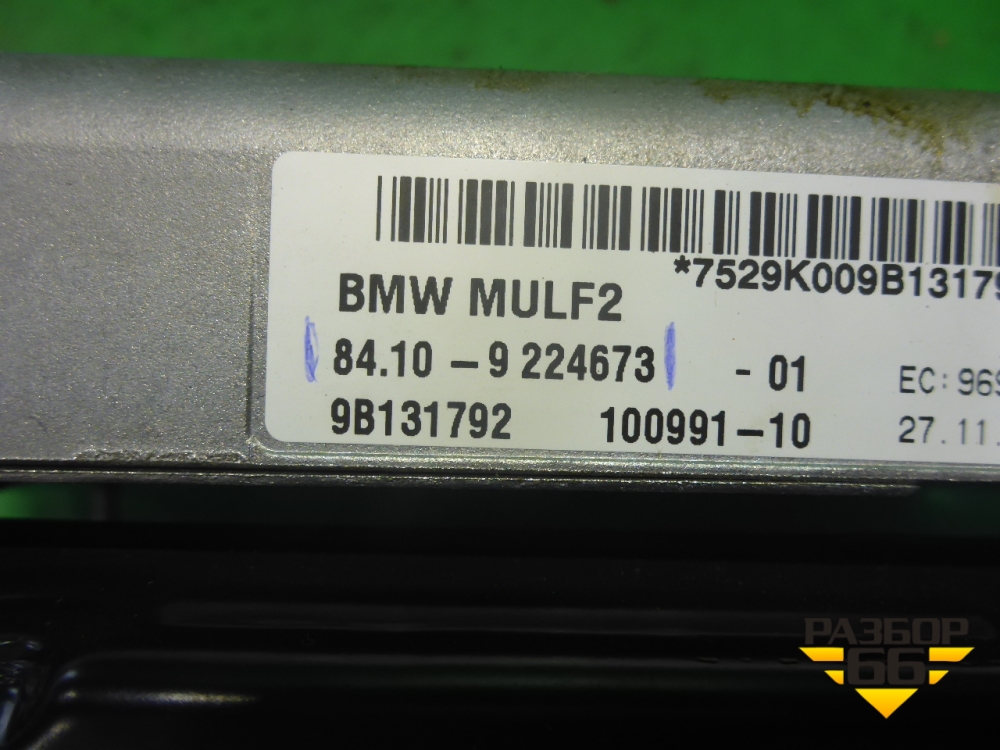 *7529K009B13179
BMW MULF2
84.10 – 9 224673 - 01
EC: 969
9B131792 100991–10
27.11.
РАЗБОР
66